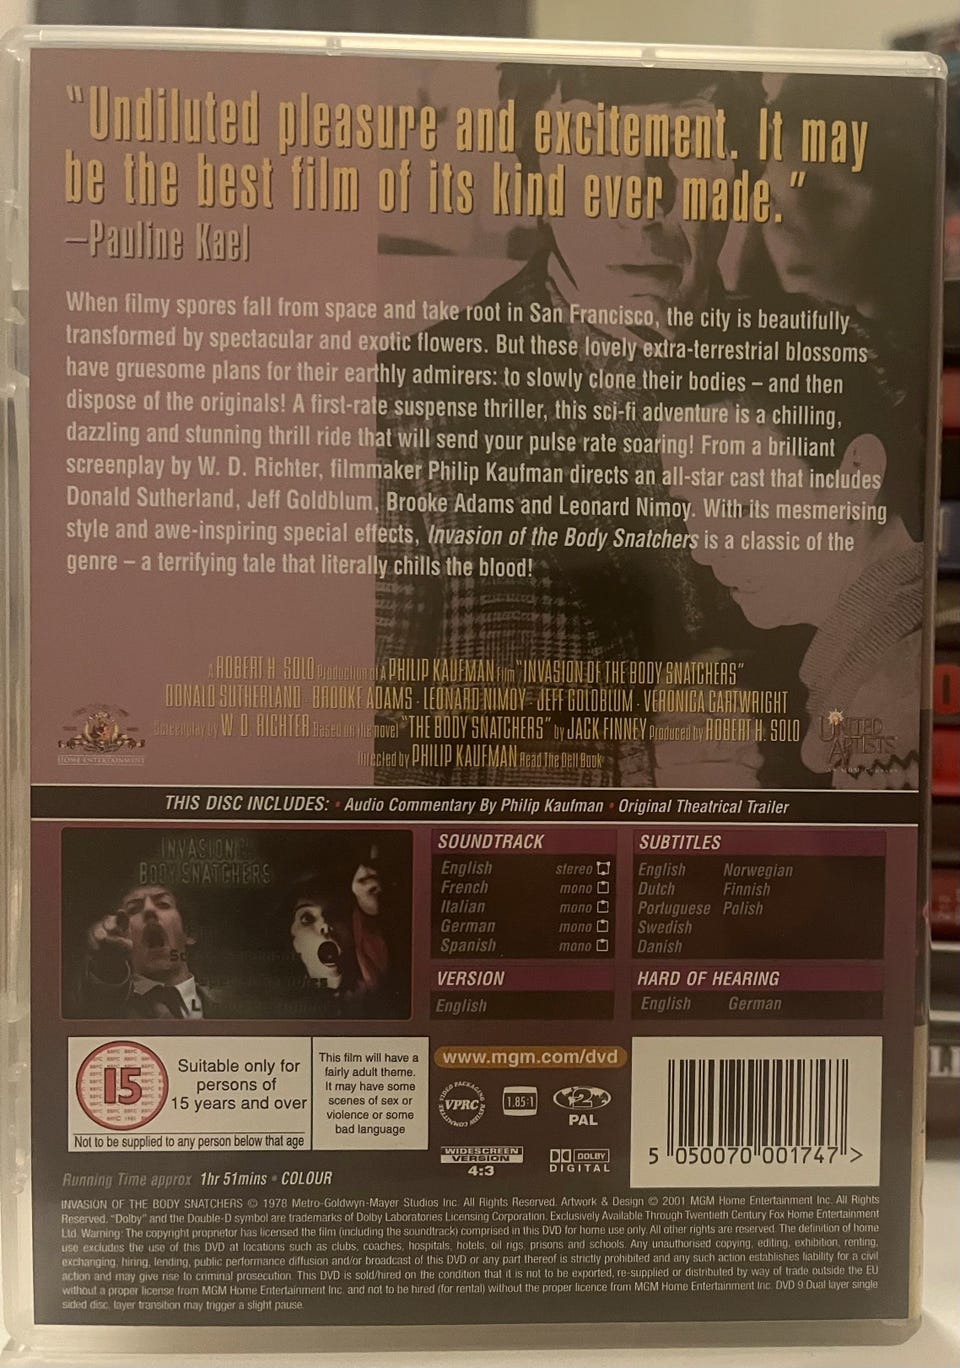 “Undiluted pleasure and excitement. It may
be the best film of its kind ever made.”
–Pauline Kael
When filmy spores fall from space and take root in San Francisco, the city is beautifully
transformed by spectacular and exotic flowers. But these lovely extra-terrestrial blossoms
have gruesome plans for their earthly admirers: to slowly clone their bodies – and then
dispose of the originals! A first-rate suspense thriller, this sci-fi adventure is a chilling,
dazzling and stunning thrill ride that will send your pulse rate soaring! From a brilliant
screenplay by W. D. Richter, filmmaker Philip Kaufman directs an all-star cast that includes
Donald Sutherland, Jeff Goldblum, Brooke Adams and Leonard Nimoy. With its mesmerising
style and awe-inspiring special effects, Invasion of the Body Snatchers is a classic of the
genre – a terrifying tale that literally chills the blood!
A ROBERT H. SOLO Production of A PHILIP KAUFMAN Film “INVASION OF THE BODY SNATCHERS”
DONALD SUTHERLAND · BROOKE ADAMS · LEONARD NIMOY · JEFF GOLDBLUM · VERONICA CARTWRIGHT
Screenplay by W. D. RICHTER Based on the novel “THE BODY SNATCHERS” by JACK FINNEY Produced by ROBERT H. SOLO
Directed by PHILIP KAUFMAN Read The Dell Book
HOME ENTERTAINMENT
UNITED
ARTISTS
AN MGM COMPANY
THIS DISC INCLUDES: • Audio Commentary By Philip Kaufman • Original Theatrical Trailer
INVASION OF THE
BODY SNATCHERS
SOUNDTRACK
English stereo
French mono
Italian mono
German mono
Spanish mono
VERSION
English
SUBTITLES
English Norwegian
Dutch Finnish
Portuguese Polish
Swedish
Danish
HARD OF HEARING
English German
15
Suitable only for
persons of
15 years and over
Not to be supplied to any person below that age
This film will have a
fairly adult theme.
It may have some
scenes of sex or
violence or some
bad language
www.mgm.com/dvd
VIDEO PACKAGING REVIEW COMMITTEE
VPRC
1.85:1
2
PAL
WIDESCREEN
VERSION
4:3
DOLBY
DIGITAL
5 050070 001747 >
Running Time approx 1hr 51mins • COLOUR
INVASION OF THE BODY SNATCHERS © 1978 Metro-Goldwyn-Mayer Studios Inc. All Rights Reserved. Artwork & Design © 2001 MGM Home Entertainment Inc. All Rights
Reserved. “Dolby” and the Double-D symbol are trademarks of Dolby Laboratories Licensing Corporation. Exclusively Available Through Twentieth Century Fox Home Entertainment
Ltd. Warning: The copyright proprietor has licensed the film (including the soundtrack) comprised in this DVD for home use only. All other rights are reserved. The definition of home
use excludes the use of this DVD at locations such as clubs, coaches, hospitals, hotels, oil rigs, prisons and schools. Any unauthorised copying, editing, exhibition, renting,
exchanging, hiring, lending, public performance diffusion and/or broadcast of this DVD or any part thereof is strictly prohibited and any such action establishes liability for a civil
action and may give rise to criminal prosecution. This DVD is sold/hired on the condition that it is not to be exported, re-supplied or distributed by way of trade outside the EU
without a proper license from MGM Home Entertainment Inc. and not to be hired (for rental) without the proper licence from MGM Home Entertainment Inc. DVD 9:Dual layer single
sided disc, layer transition may trigger a slight pause.